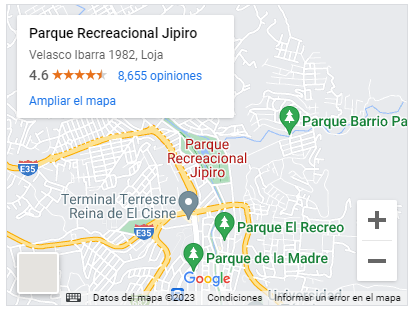 Parque Recreacional Jipiro
Velasco Ibarra 1982, Loja
4.6
8,655 opiniones
Ampliar el mapa
Parque Barrio Pa
Parque
Recreacional
Jipiro
E35
Terminal Terrestre
Reina de El Cisne
E35
Parque El Recreo
Parque de la Madre
Google
Datos del mapa ©2023
Condiciones
Informar un error en el mapa